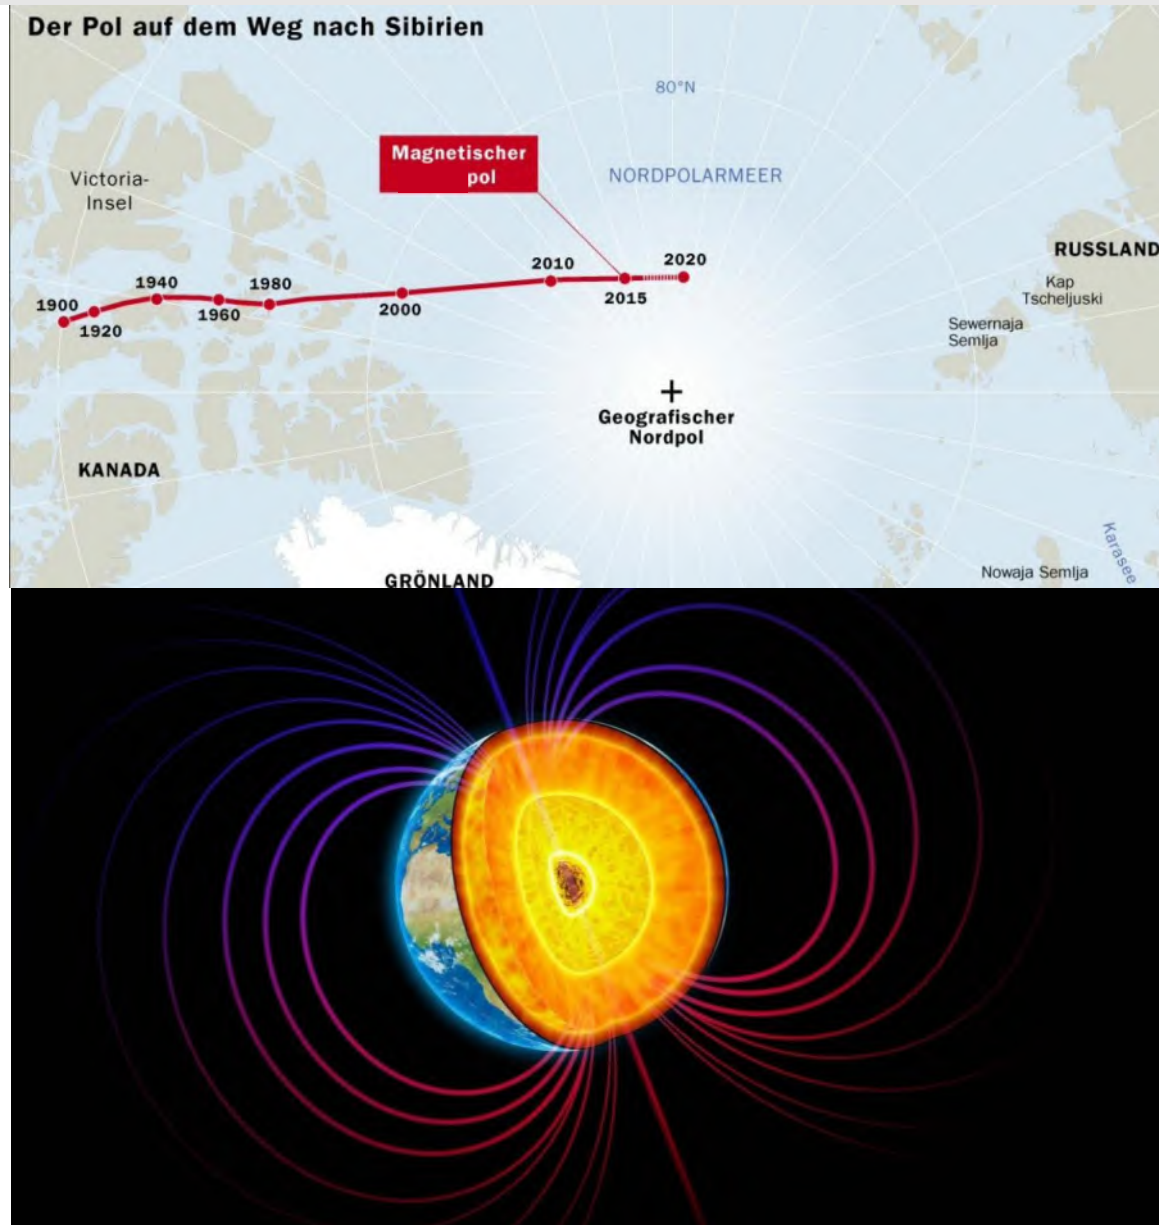 Der Pol auf dem Weg nach Sibirien
80°N
Magnetischer
pol
NORDPOLARMEER
Victoria-
Insel
RUSSLAND
Kap
Tscheljuski
1900
1920
1940
1960
1980
2000
2010
2015
2020
Sewernaja
Semlja
Geografischer
Nordpol
KANADA
Karasee
Nowaja Semlja
GRÖNLAND